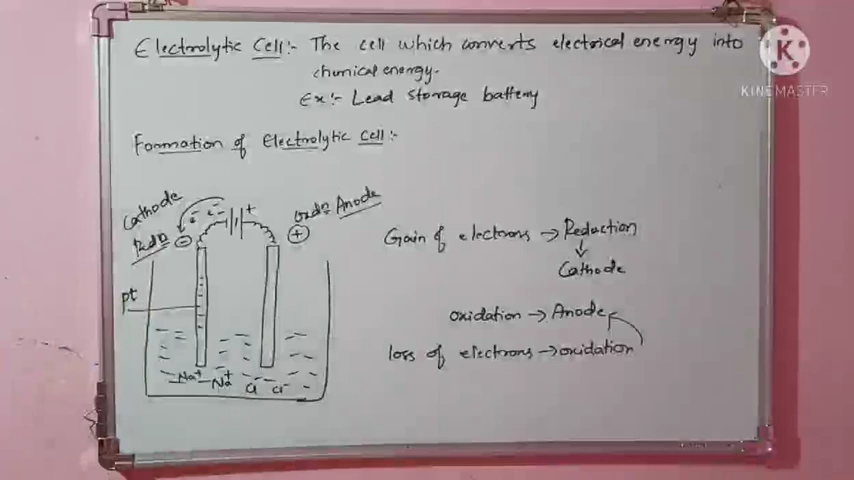 Electrolytic Cell:- The cell which converts electrical energy into
chemical energy.
Ex:- Lead storage battery
Formation of Electrolytic Cell:-
Cathode
Redn
-
+
Oxdn Anode
+
pt
Na+ Na+ Cl- Cl-
Gain of electrons → Reduction
↓
Cathode
oxidation → Anode
loss of electrons → oxidation
K
KINEMASTER